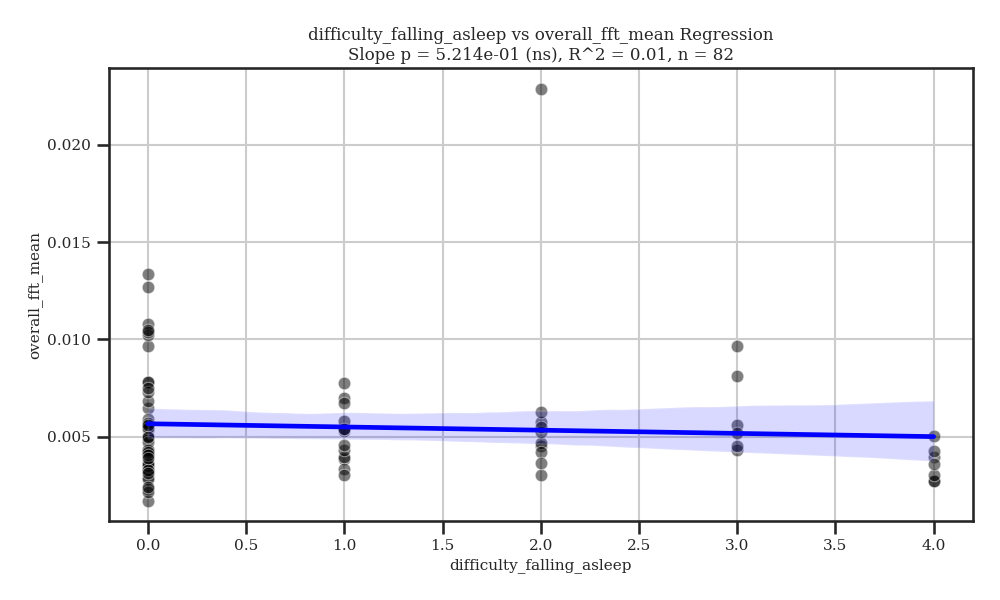 difficulty_falling_asleep vs overall_fft_mean Regression
Slope p = 5.214e-01 (ns), R^2 = 0.01, n = 82
overall_fft_mean
0.020
0.015
0.010
0.005
0.0 0.5 1.0 1.5 2.0 2.5 3.0 3.5 4.0
difficulty_falling_asleep